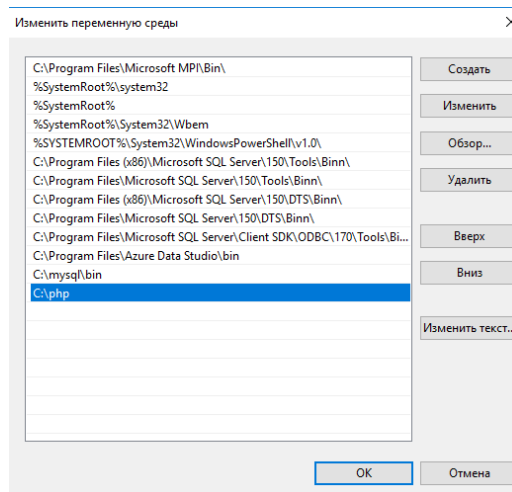 Изменить переменную среды
C:\Program Files\Microsoft MPI\Bin\
%SystemRoot%\system32
%SystemRoot%
%SystemRoot%\System32\Wbem
%SYSTEMROOT%\System32\WindowsPowerShell\v1.0\
C:\Program Files (x86)\Microsoft SQL Server\150\Tools\Binn\
C:\Program Files\Microsoft SQL Server\150\Tools\Binn\
C:\Program Files (x86)\Microsoft SQL Server\150\DTS\Binn\
C:\Program Files\Microsoft SQL Server\150\DTS\Binn\
C:\Program Files\Microsoft SQL Server\Client SDK\ODBC\170\Tools\Bi...
C:\Program Files\Azure Data Studio\bin
C:\mysql\bin
C:\php
Создать
Изменить
Обзор...
Удалить
Вверх
Вниз
Изменить текст..
OK
Отмена